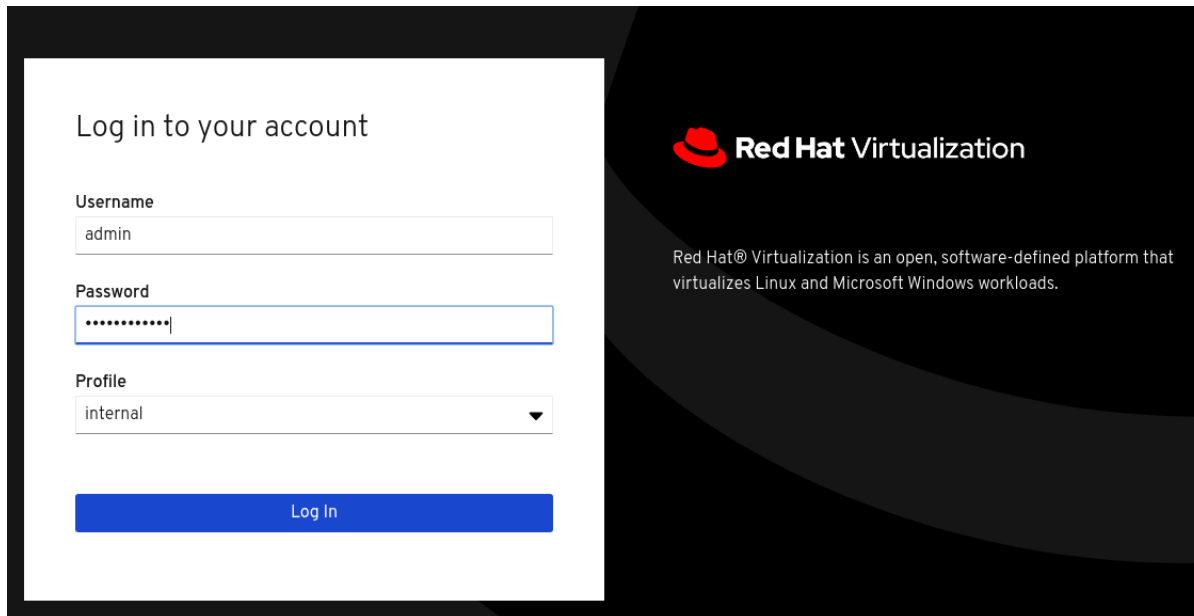 Log in to your account
Username
admin
Password
••••••••••••
Profile
internal
Log In
Red Hat Virtualization
Red Hat® Virtualization is an open, software-defined platform that
virtualizes Linux and Microsoft Windows workloads.